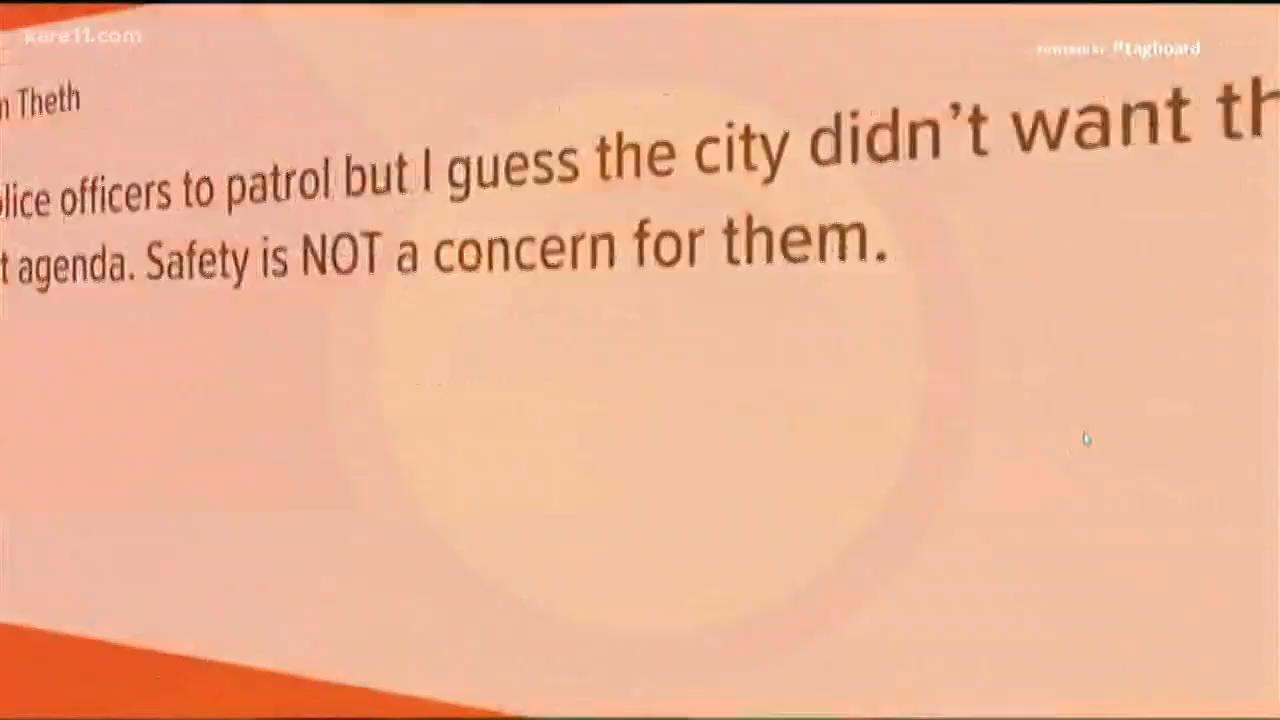 kare11.com
#tagboard
n Theth
lice officers to patrol but I guess the city didn't want th
t agenda. Safety is NOT a concern for them.